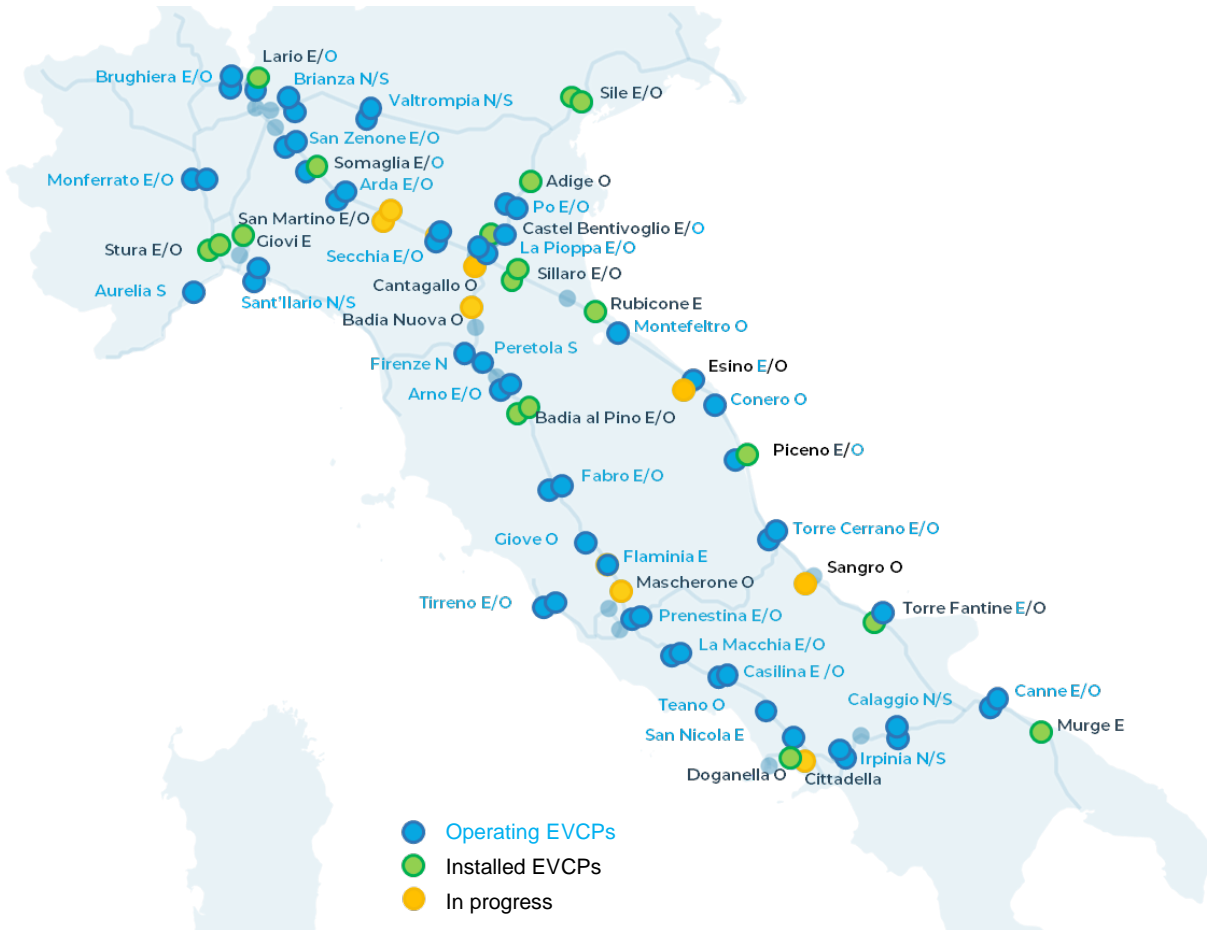 Lario E/O
Brughiera E/O
Brianza N/S
Valtrompia N/S
Sile E/O
San Zenone E/O
Somaglia E/O
Monferrato E/O
Arda E/O
Adige O
Po E/O
San Martino E/O
Castel Bentivoglio E/O
Giovi E
Stura E/O
Secchia E/O
La Pioppa E/O
Sillaro E/O
Cantagallo O
Aurelia S
Sant'Ilario N/S
Rubicone E
Badia Nuova O
Montefeltro O
Peretola S
Firenze N
Esino E/O
Arno E/O
Conero O
Badia al Pino E/O
Piceno E/O
Fabro E/O
Torre Cerrano E/O
Giove O
Flaminia E
Sangro O
Mascherone O
Tirreno E/O
Torre Fantine E/O
Prenestina E/O
La Macchia E/O
Casilina E /O
Canne E/O
Calaggio N/S
Teano O
Murge E
San Nicola E
Irpinia N/S
Doganella O
Cittadella
Operating EVCPs
Installed EVCPs
In progress